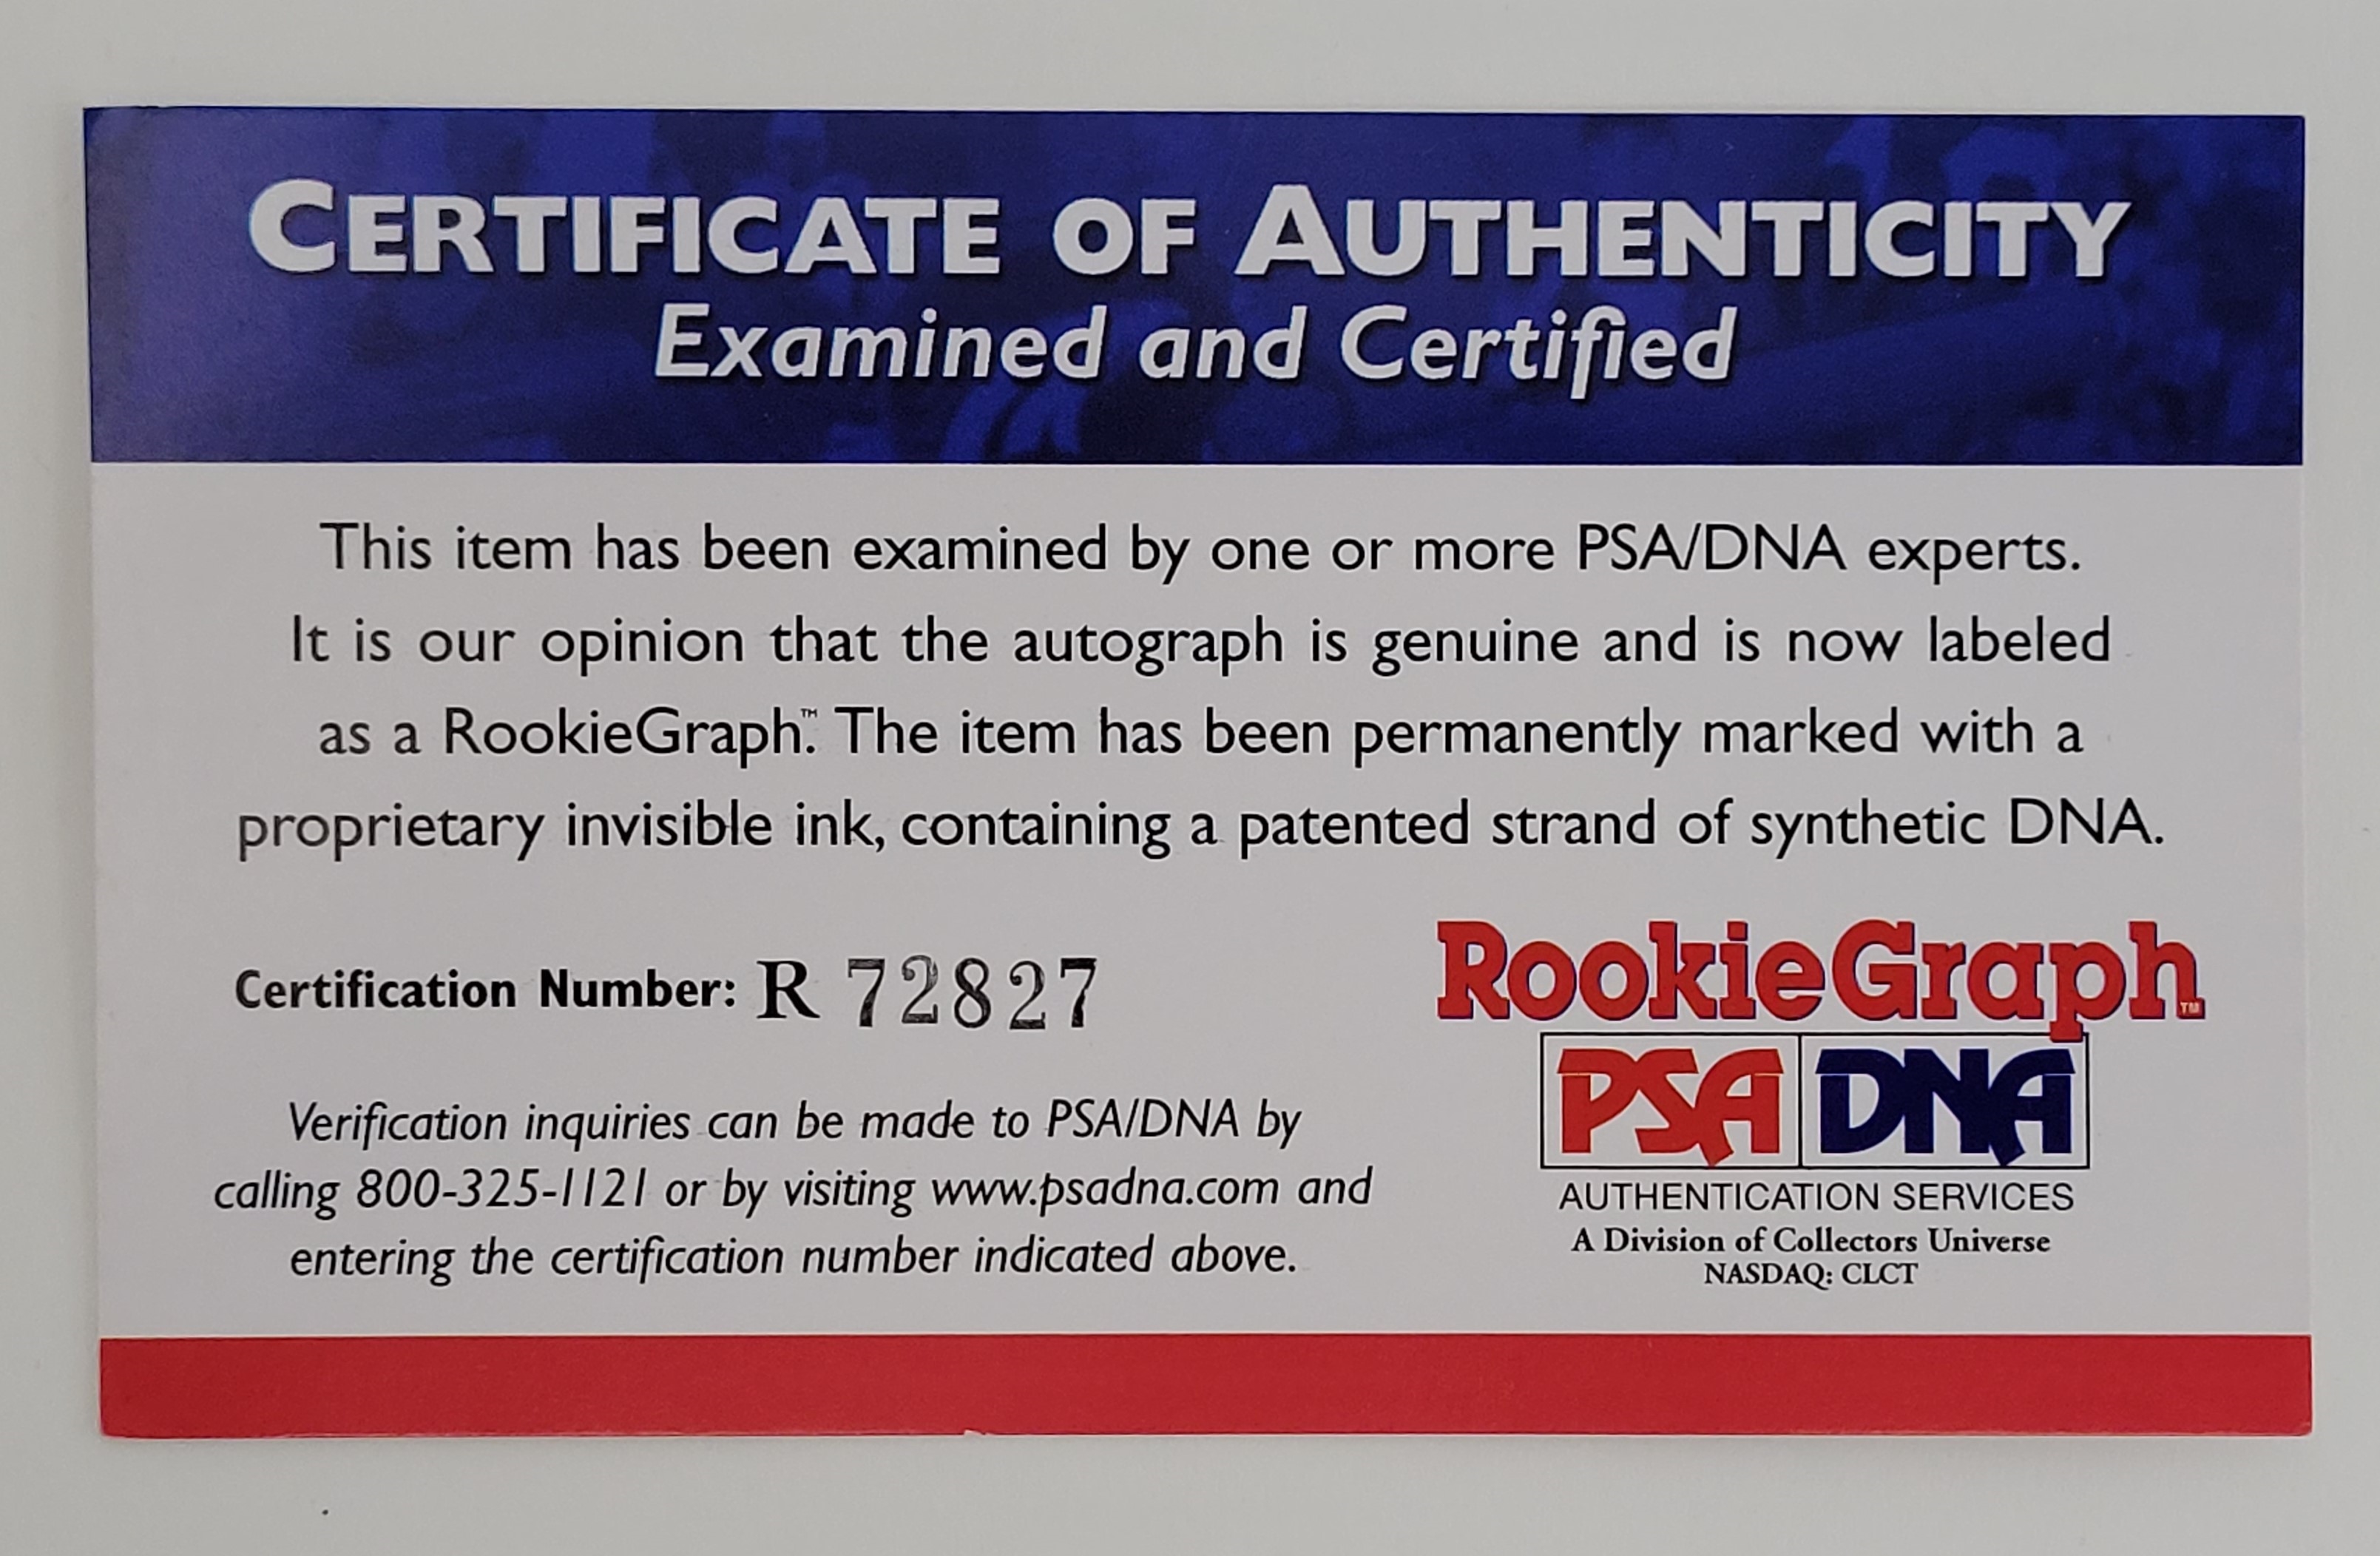 CERTIFICATE OF AUTHENTICITY
Examined and Certified
This item has been examined by one or more PSA/DNA experts.
It is our opinion that the autograph is genuine and is now labeled
as a RookieGraph™. The item has been permanently marked with a
proprietary invisible ink, containing a patented strand of synthetic DNA.
Certification Number: R 72827
Verification inquiries can be made to PSA/DNA by
calling 800-325-1121 or by visiting www.psadna.com and
entering the certification number indicated above.
RookieGraph™
PSA DNA
AUTHENTICATION SERVICES
A Division of Collectors Universe
NASDAQ: CLCT